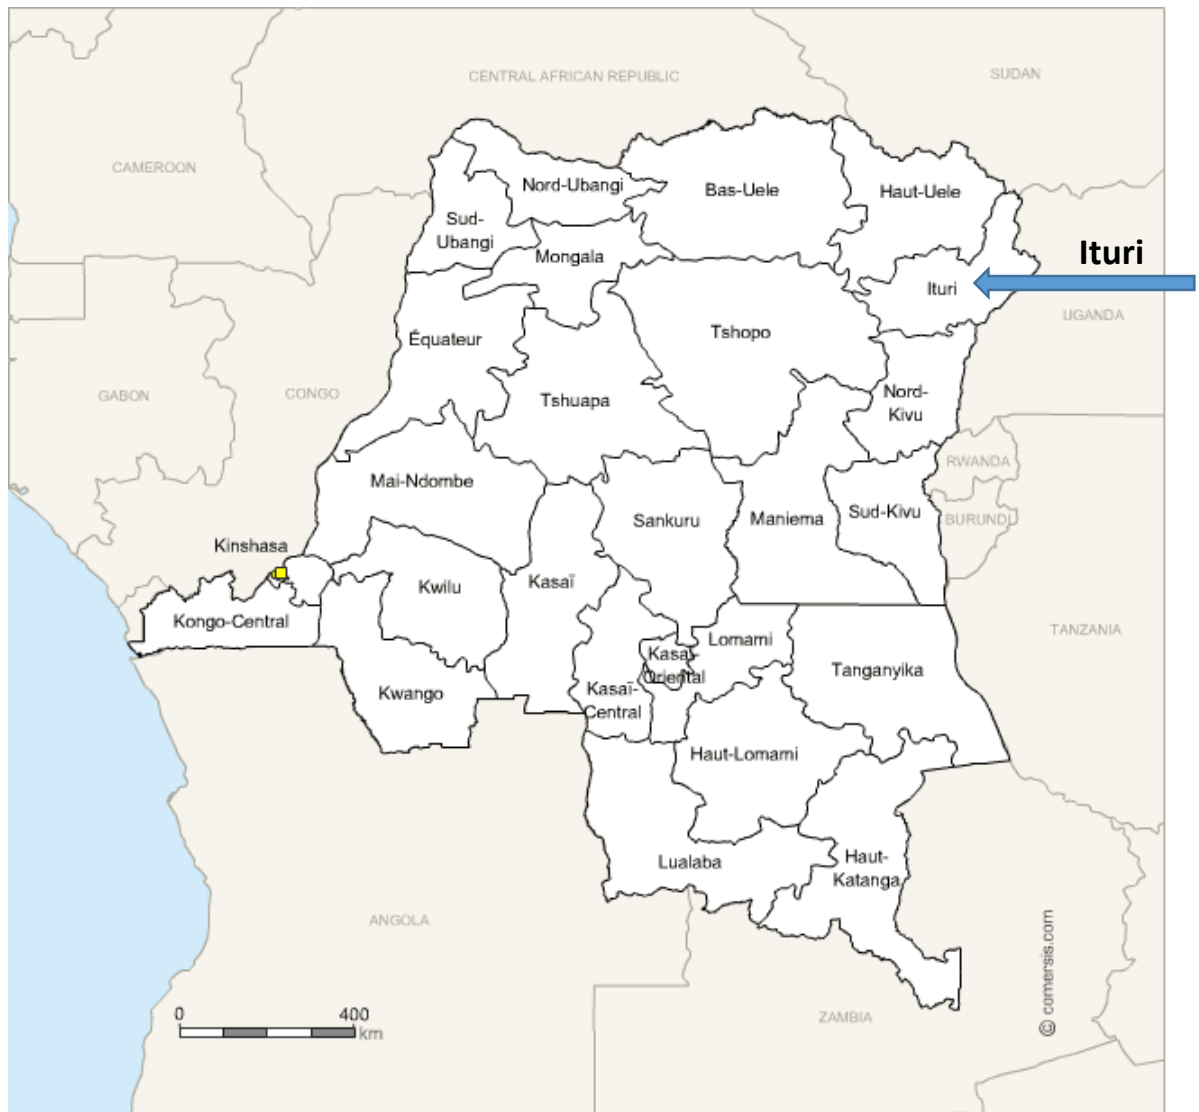 CENTRAL AFRICAN REPUBLIC
SUDAN
CAMEROON
Nord-Ubangi
Bas-Uele
Haut-Uele
Sud-
Ubangi
Mongala
Ituri
Ituri
UGANDA
Équateur
Tshopo
GABON
CONGO
Tshuapa
Nord-
Kivu
RWANDA
Mai-Ndombe
Sankuru
Maniema
Sud-Kivu
BURUNDI
Kinshasa
Kwilu
Kasaï
Kongo-Central
TANZANIA
Lomami
Kasaï-
Oriental
Tanganyika
Kwango
Kasaï-
Central
Haut-Lomami
Lualaba
Haut-
Katanga
ANGOLA
ZAMBIA
© comersis.com
0 400
km